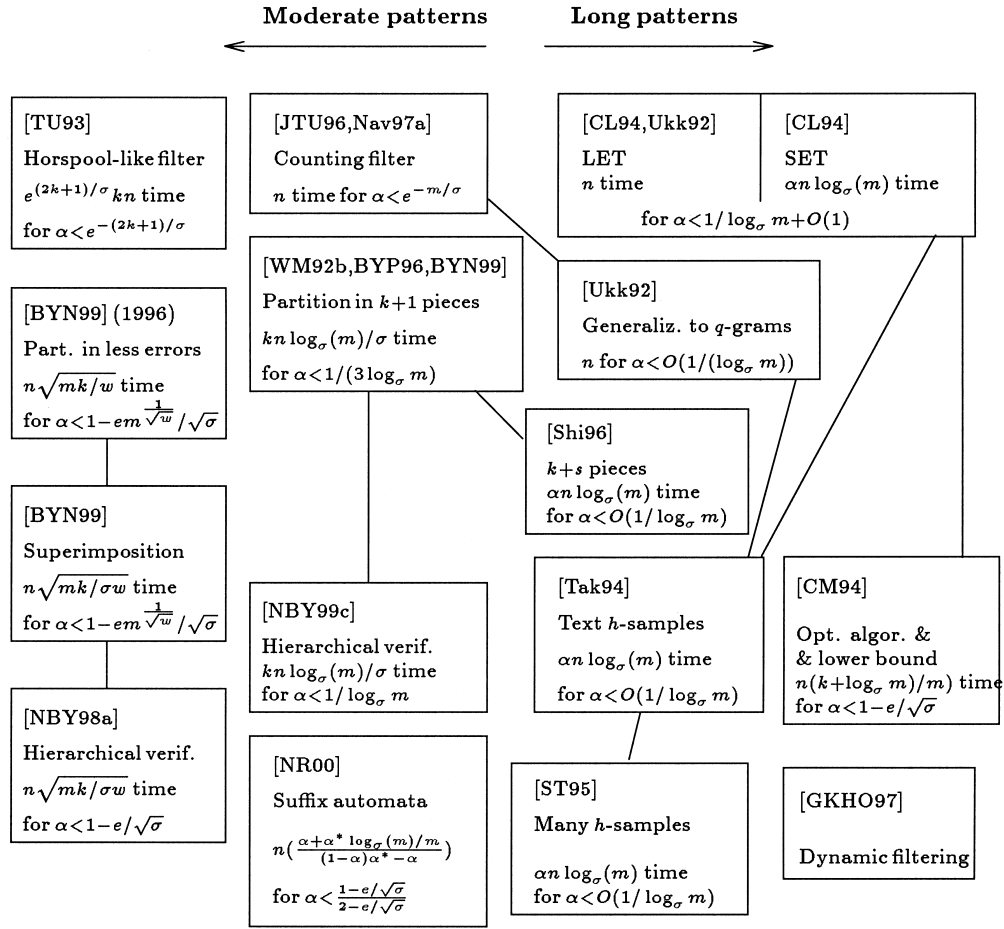 Moderate patterns
Long patterns
[TU93]
Horspool-like filter
e^{(2k+1)/σ} kn time
for α<e^{−(2k+1)/σ}
[BYN99] (1996)
Part. in less errors
n√(mk/w) time
for α<1−em^{1/√w}/√σ
[BYN99]
Superimposition
n√(mk/σw) time
for α<1−em^{1/√w}/√σ
[NBY98a]
Hierarchical verif.
n√(mk/σw) time
for α<1−e/√σ
[JTU96,Nav97a]
Counting filter
n time for α<e^{−m/σ}
[WM92b,BYP96,BYN99]
Partition in k+1 pieces
kn log_σ(m)/σ time
for α<1/(3 log_σ m)
[NBY99c]
Hierarchical verif.
kn log_σ(m)/σ time
for α<1/log_σ m
[NR00]
Suffix automata
n((α+α* log_σ(m)/m)/((1−α)α*−α))
for α<(1−e/√σ)/(2−e/√σ)
[CL94,Ukk92]
LET
n time
[CL94]
SET
αn log_σ(m) time
for α<1/log_σ m+O(1)
[Ukk92]
Generaliz. to q-grams
n for α<O(1/(log_σ m))
[Shi96]
k+s pieces
αn log_σ(m) time
for α<O(1/log_σ m)
[Tak94]
Text h-samples
αn log_σ(m) time
for α<O(1/log_σ m)
[ST95]
Many h-samples
αn log_σ(m) time
for α<O(1/log_σ m)
[CM94]
Opt. algor. &
& lower bound
n(k+log_σ m)/m) time
for α<1−e/√σ
[GKHO97]
Dynamic filtering